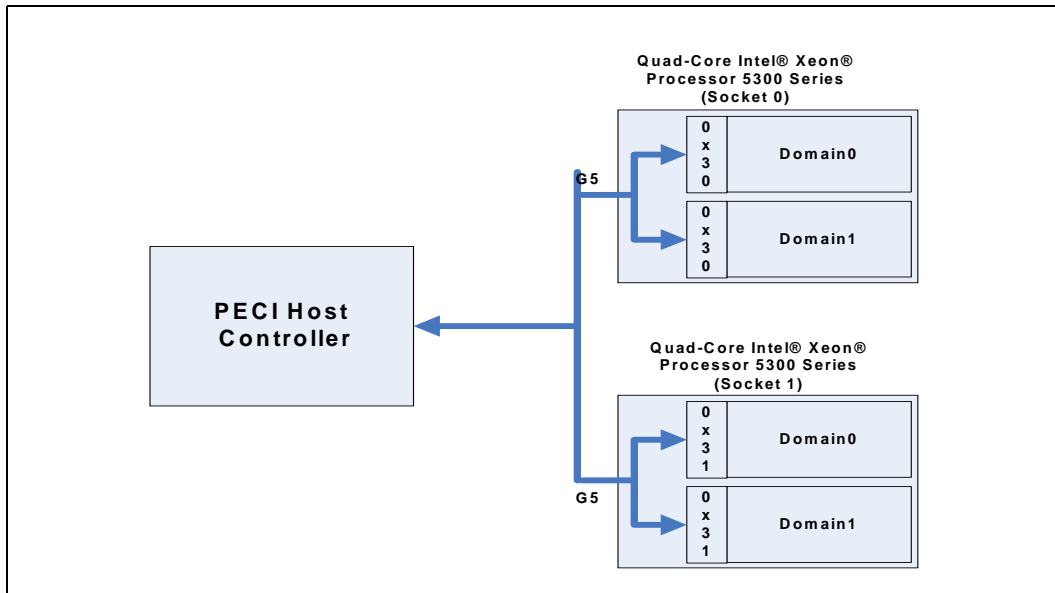 Quad-Core Intel® Xeon®
Processor 5300 Series
(Socket 0)
0
x
3
0
Domain0
G5
0
x
3
0
Domain1
PECI Host
Controller
Quad-Core Intel® Xeon®
Processor 5300 Series
(Socket 1)
0
x
3
1
Domain0
G5
0
x
3
1
Domain1